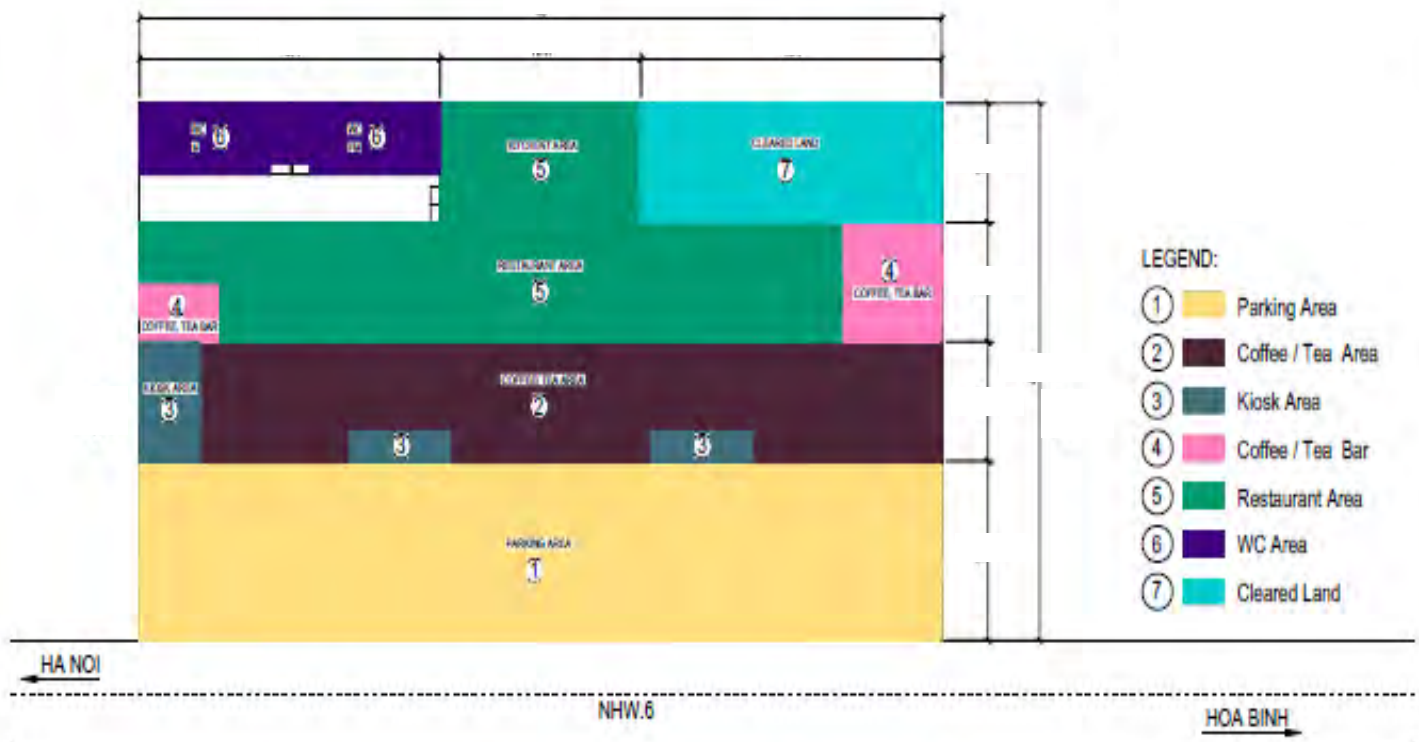 6
6
5
CLEARED LAND
7
RESTAURANT AREA
5
4
COFFEE, TEA BAR
4
COFFEE, TEA BAR
KIOSK AREA
3
COFFEE TEA AREA
2
3
3
PARKING AREA
1
LEGEND:
1 Parking Area
2 Coffee / Tea Area
3 Kiosk Area
4 Coffee / Tea Bar
5 Restaurant Area
6 WC Area
7 Cleared Land
HA NOI
NHW.6
HOA BINH